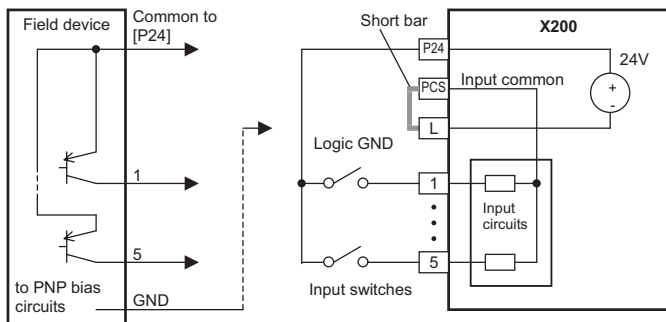 Field device
Common to
[P24]
1
5
to PNP bias
circuits
GND
Short bar
X200
P24
24V
PCS
Input common
+
-
L
Logic GND
1
Input
circuits
5
Input switches